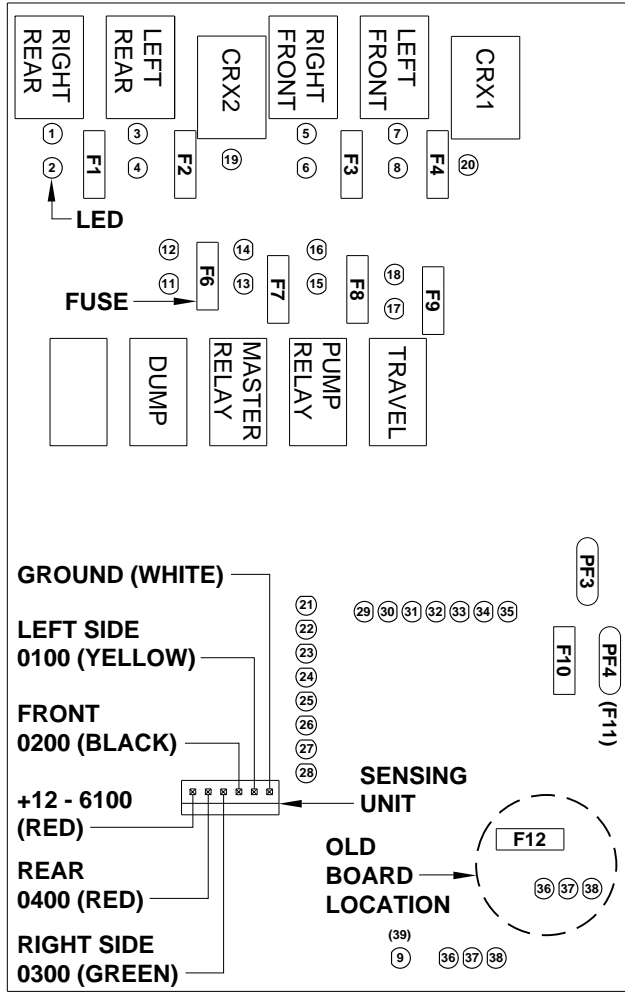 RIGHT
REAR
LEFT
REAR
CRX2
RIGHT
FRONT
LEFT
FRONT
CRX1
1
3
5
7
2
F1
4
F2
19
6
F3
8
F4
20
LED
12
14
16
18
11
F6
13
F7
15
F8
17
F9
FUSE
DUMP
MASTER
RELAY
PUMP
RELAY
TRAVEL
PF3
GROUND (WHITE)
LEFT SIDE
0100 (YELLOW)
FRONT
0200 (BLACK)
+12 - 6100
(RED)
REAR
0400 (RED)
RIGHT SIDE
0300 (GREEN)
21
22
23
24
25
26
27
28
29 30 31 32 33 34 35
F10
PF4
(F11)
SENSING
UNIT
OLD
BOARD
LOCATION
F12
36 37 38
(39)
9 36 37 38